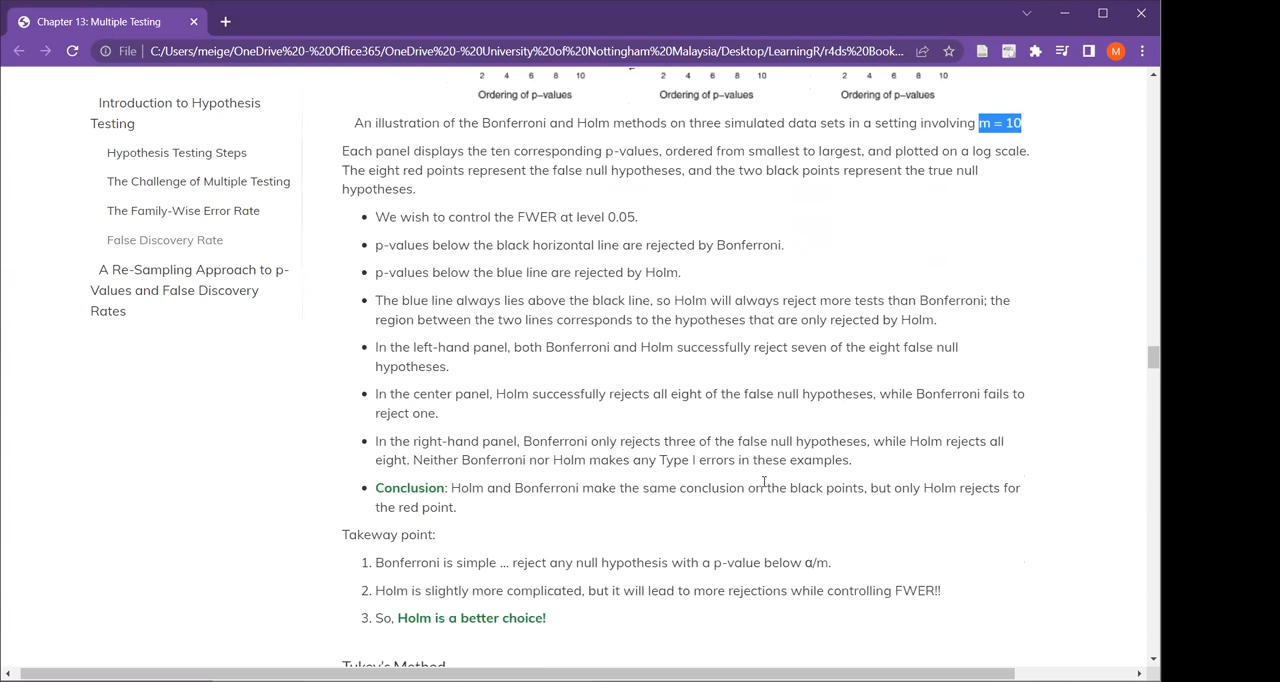 Chapter 13: Multiple Testing
File
C:/Users/meige/OneDrive%20-%20Office365/OneDrive%20-%20University%20of%20Nottingham%20Malaysia/Desktop/LearningR/r4ds%20Book...
M
2 4 6 8 10 2 4 6 8 10 2 4 6 8 10
Ordering of p−values Ordering of p−values Ordering of p−values
Introduction to Hypothesis
Testing
Hypothesis Testing Steps
The Challenge of Multiple Testing
The Family-Wise Error Rate
False Discovery Rate
A Re-Sampling Approach to p-
Values and False Discovery
Rates
An illustration of the Bonferroni and Holm methods on three simulated data sets in a setting involving m = 10
Each panel displays the ten corresponding p-values, ordered from smallest to largest, and plotted on a log scale.
The eight red points represent the false null hypotheses, and the two black points represent the true null
hypotheses.
• We wish to control the FWER at level 0.05.
• p-values below the black horizontal line are rejected by Bonferroni.
• p-values below the blue line are rejected by Holm.
• The blue line always lies above the black line, so Holm will always reject more tests than Bonferroni; the
region between the two lines corresponds to the hypotheses that are only rejected by Holm.
• In the left-hand panel, both Bonferroni and Holm successfully reject seven of the eight false null
hypotheses.
• In the center panel, Holm successfully rejects all eight of the false null hypotheses, while Bonferroni fails to
reject one.
• In the right-hand panel, Bonferroni only rejects three of the false null hypotheses, while Holm rejects all
eight. Neither Bonferroni nor Holm makes any Type I errors in these examples.
• Conclusion: Holm and Bonferroni make the same conclusion on the black points, but only Holm rejects for
the red point.
Takeway point:
1. Bonferroni is simple ... reject any null hypothesis with a p-value below α/m.
2. Holm is slightly more complicated, but it will lead to more rejections while controlling FWER!!
3. So, Holm is a better choice!
Tukey's Method